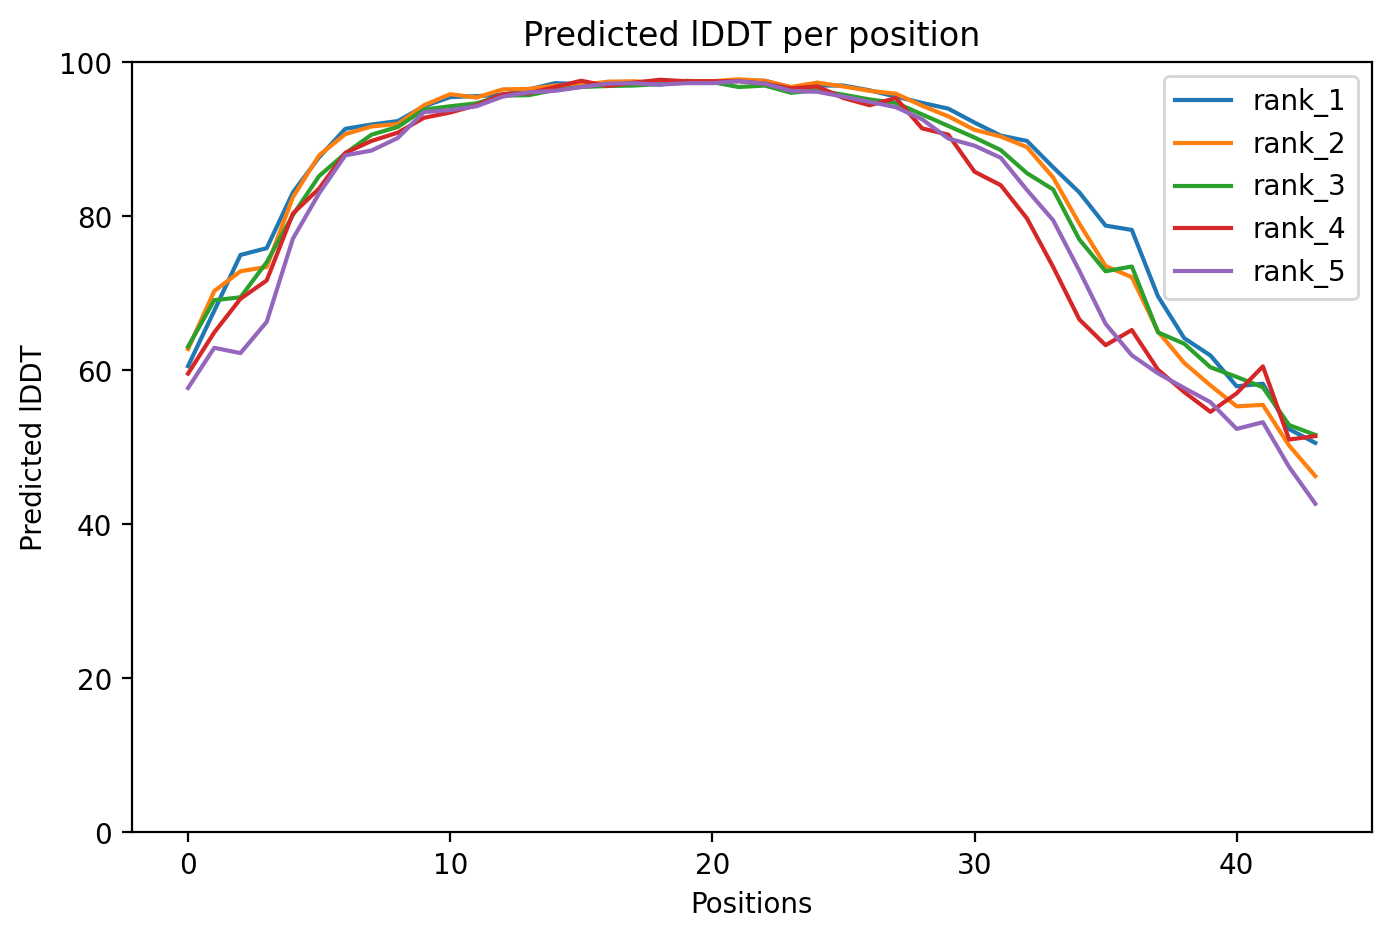 Predicted lDDT per position
100
80
60
40
20
0
Predicted lDDT
0 10 20 30 40
Positions
rank_1
rank_2
rank_3
rank_4
rank_5